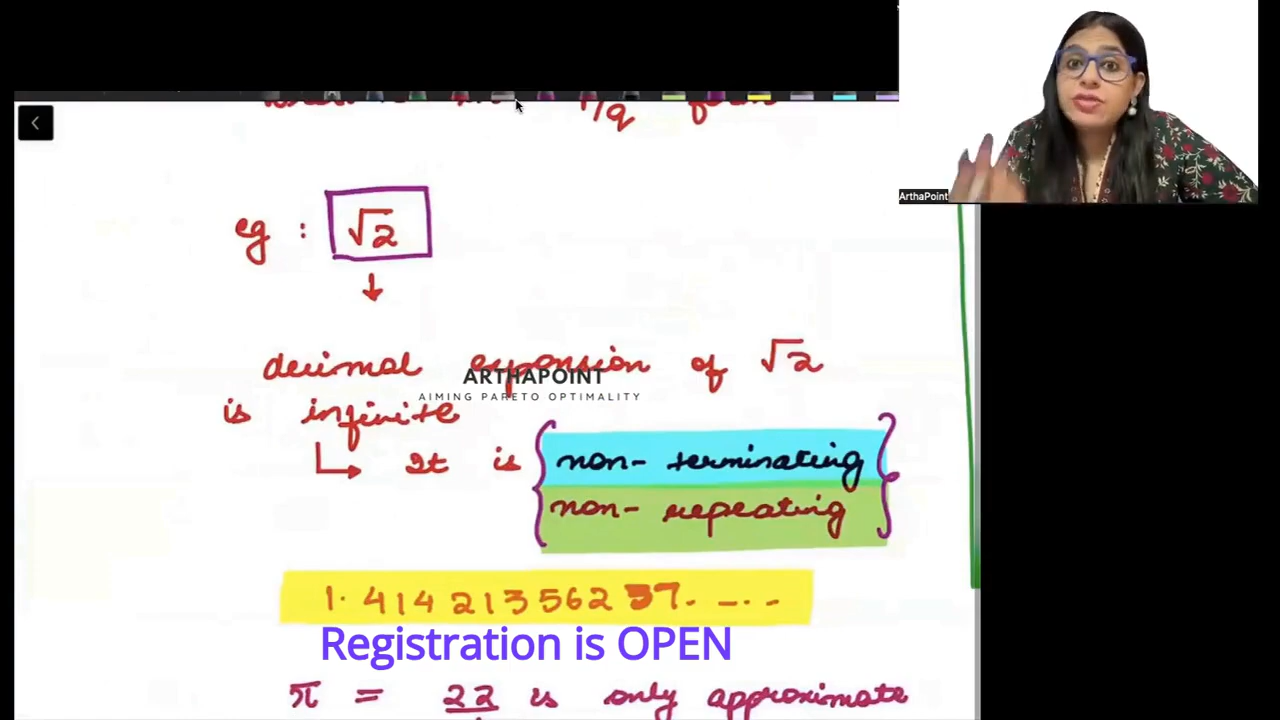 P/q
ArthaPoint
eg : √2
↓
decimal expansion of √2
ARTHAPOINT
AIMING PARETO OPTIMALITY
is infinite
It is { non- terminating
non- repeating }
1.41421356237. ....
Registration is OPEN
π = 22 is only approximate